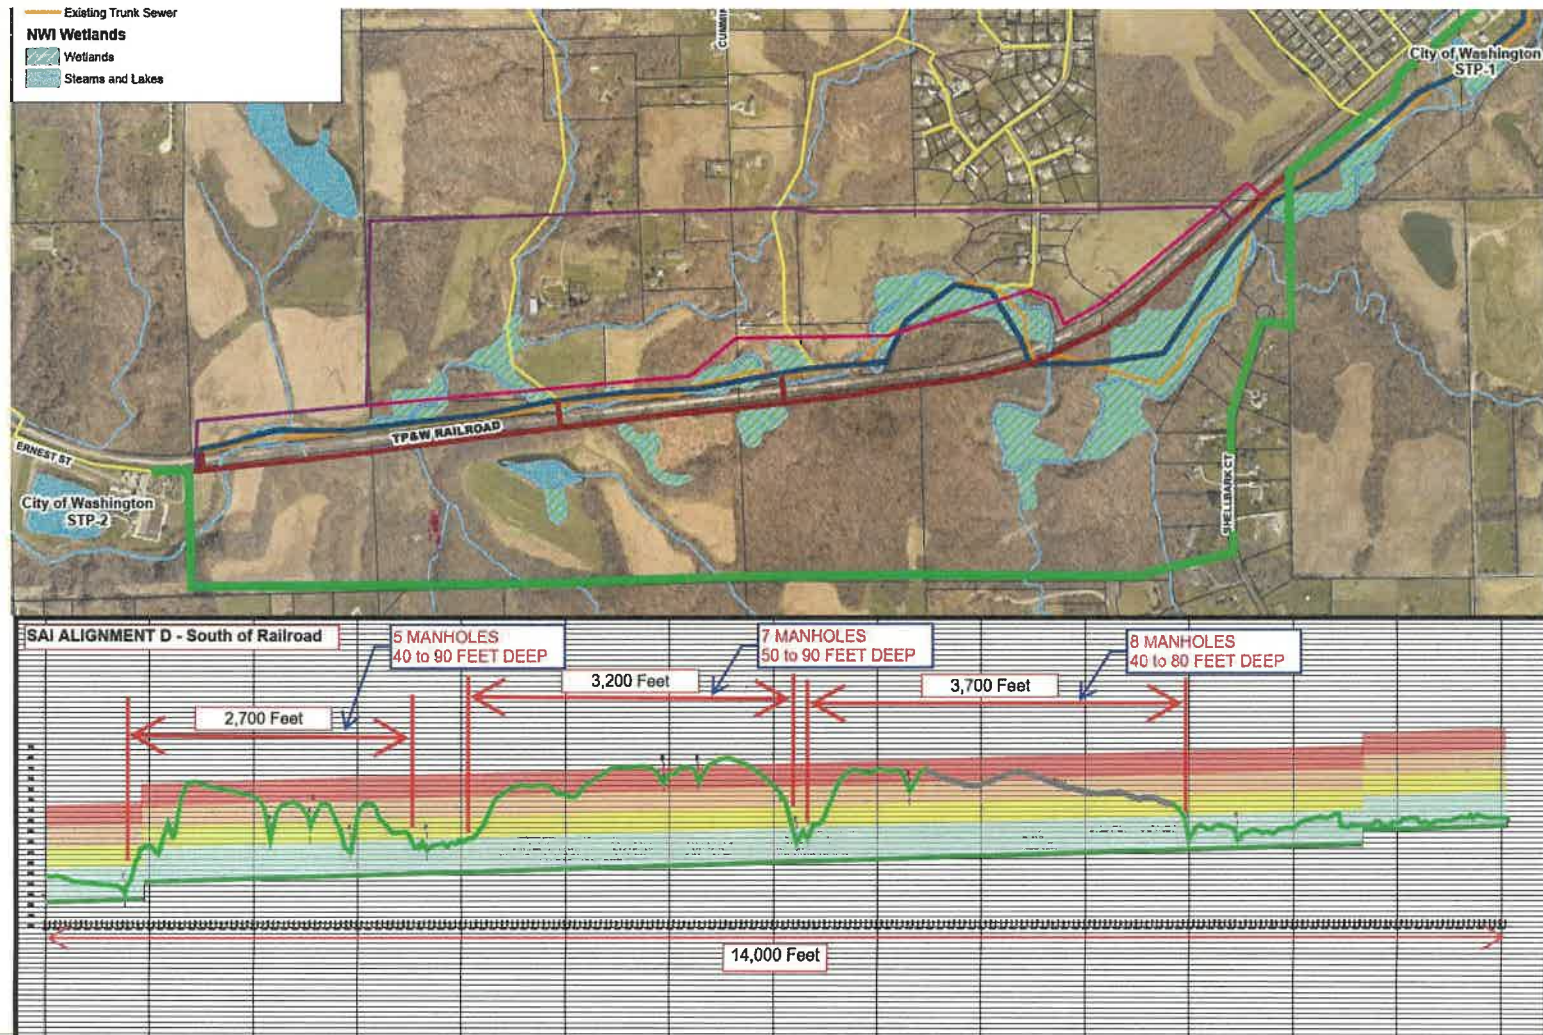 Existing Trunk Sewer
NWI Wetlands
Wetlands
Steams and Lakes
City of Washington
STP-1
TP&W RAILROAD
ERNEST ST
City of Washington
STP-2
SHELLBARK CT
SAI ALIGNMENT D - South of Railroad
5 MANHOLES
40 to 90 FEET DEEP
7 MANHOLES
50 to 90 FEET DEEP
8 MANHOLES
40 to 80 FEET DEEP
3,200 Feet
3,700 Feet
2,700 Feet
14,000 Feet